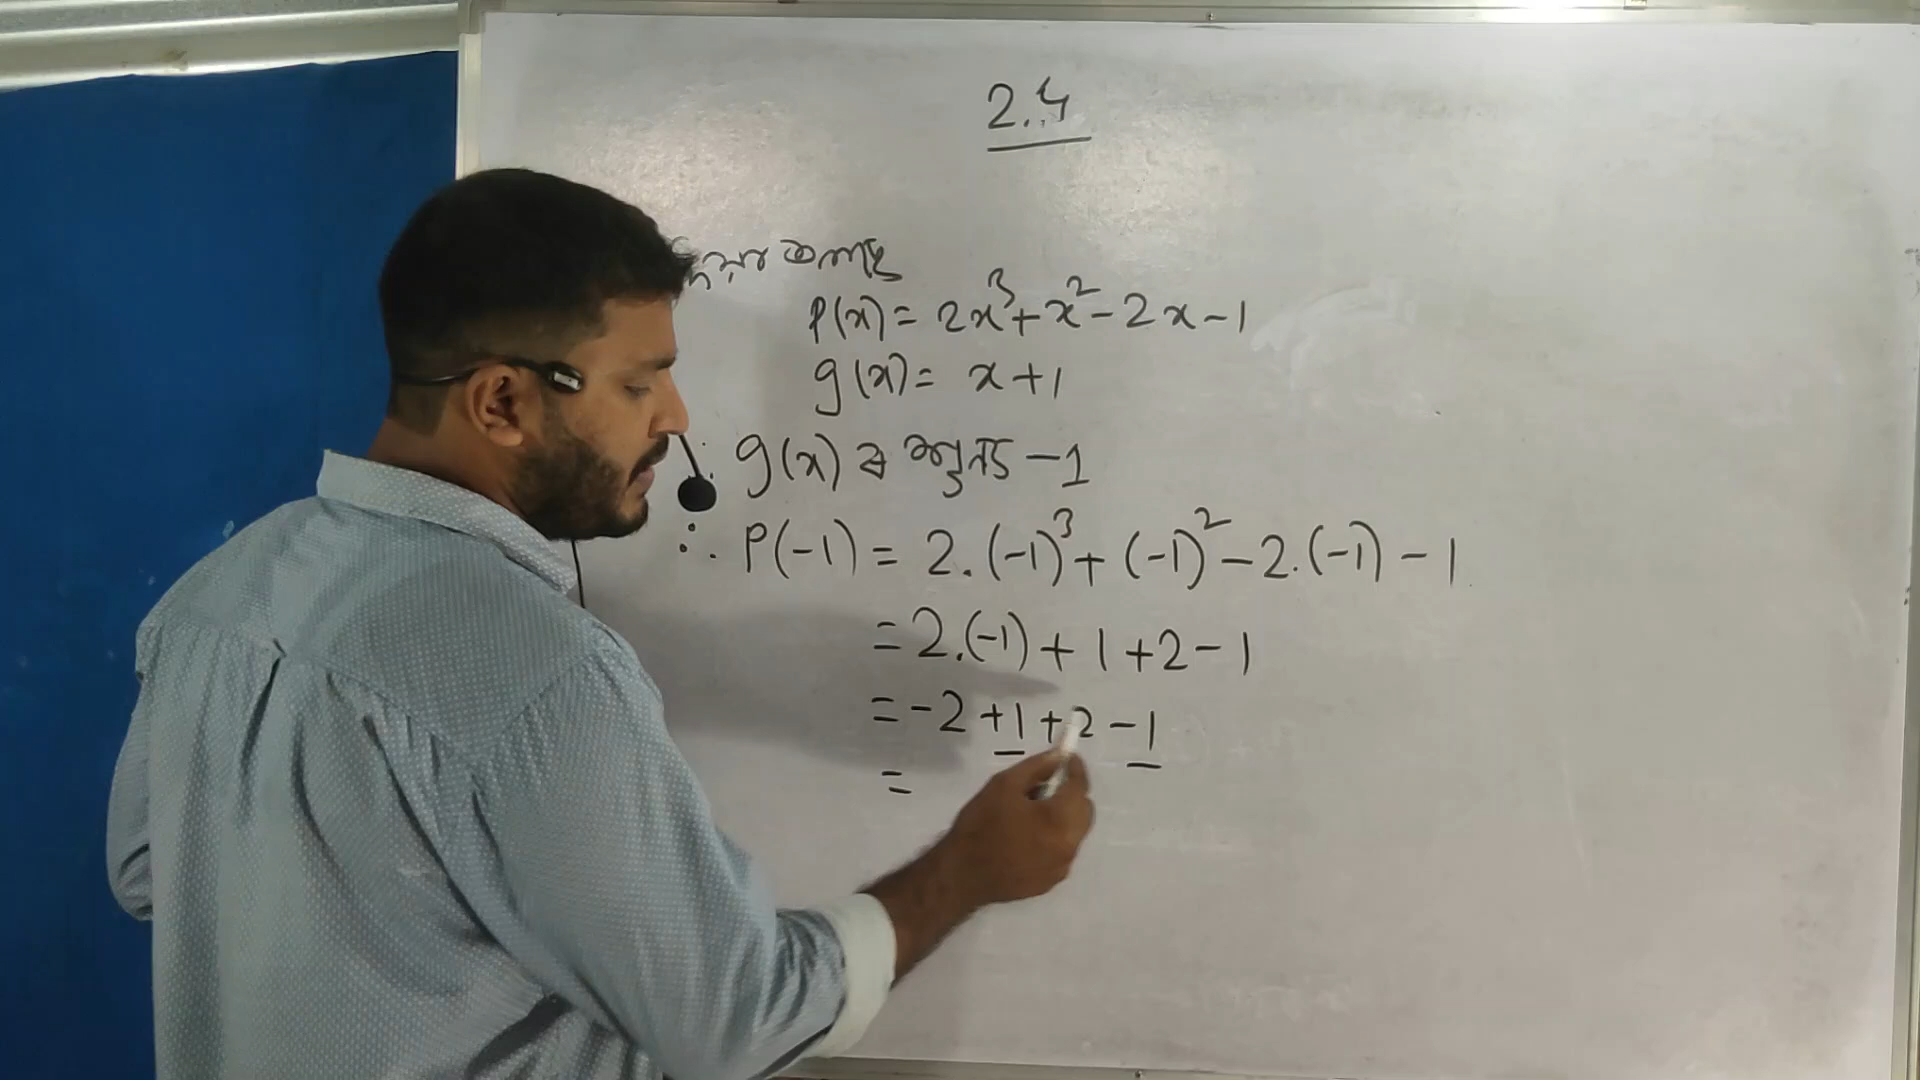 2.4
দিয়া আছে
P(x) = 2x³ + x² - 2x - 1
g(x) = x + 1
∴ g(x) ৰ শূন্য -1
∴ P(-1) = 2.(-1)³ + (-1)² - 2.(-1) - 1
= 2.(-1) + 1 + 2 - 1
= -2 + 1 + 2 - 1
=